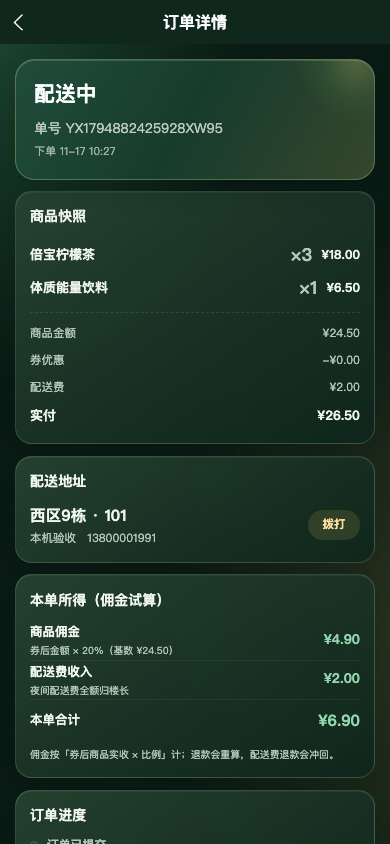 订单详情
配送中
单号 YX1794882425928XW95
下单 11-17 10:27
商品快照
倍宝柠檬茶 ×3 ¥18.00
体质能量饮料 ×1 ¥6.50
商品金额 ¥24.50
券优惠 -¥0.00
配送费 ¥2.00
实付 ¥26.50
配送地址
西区9栋 · 101
本机验收 13800001991
拨打
本单所得（佣金试算）
商品佣金 ¥4.90
券后金额 × 20%（基数 ¥24.50）
配送费收入 ¥2.00
夜间配送费全额归楼长
本单合计 ¥6.90
佣金按「券后商品实收 × 比例」计；退款会重算，配送费退款会冲回。
订单进度
订单已提交